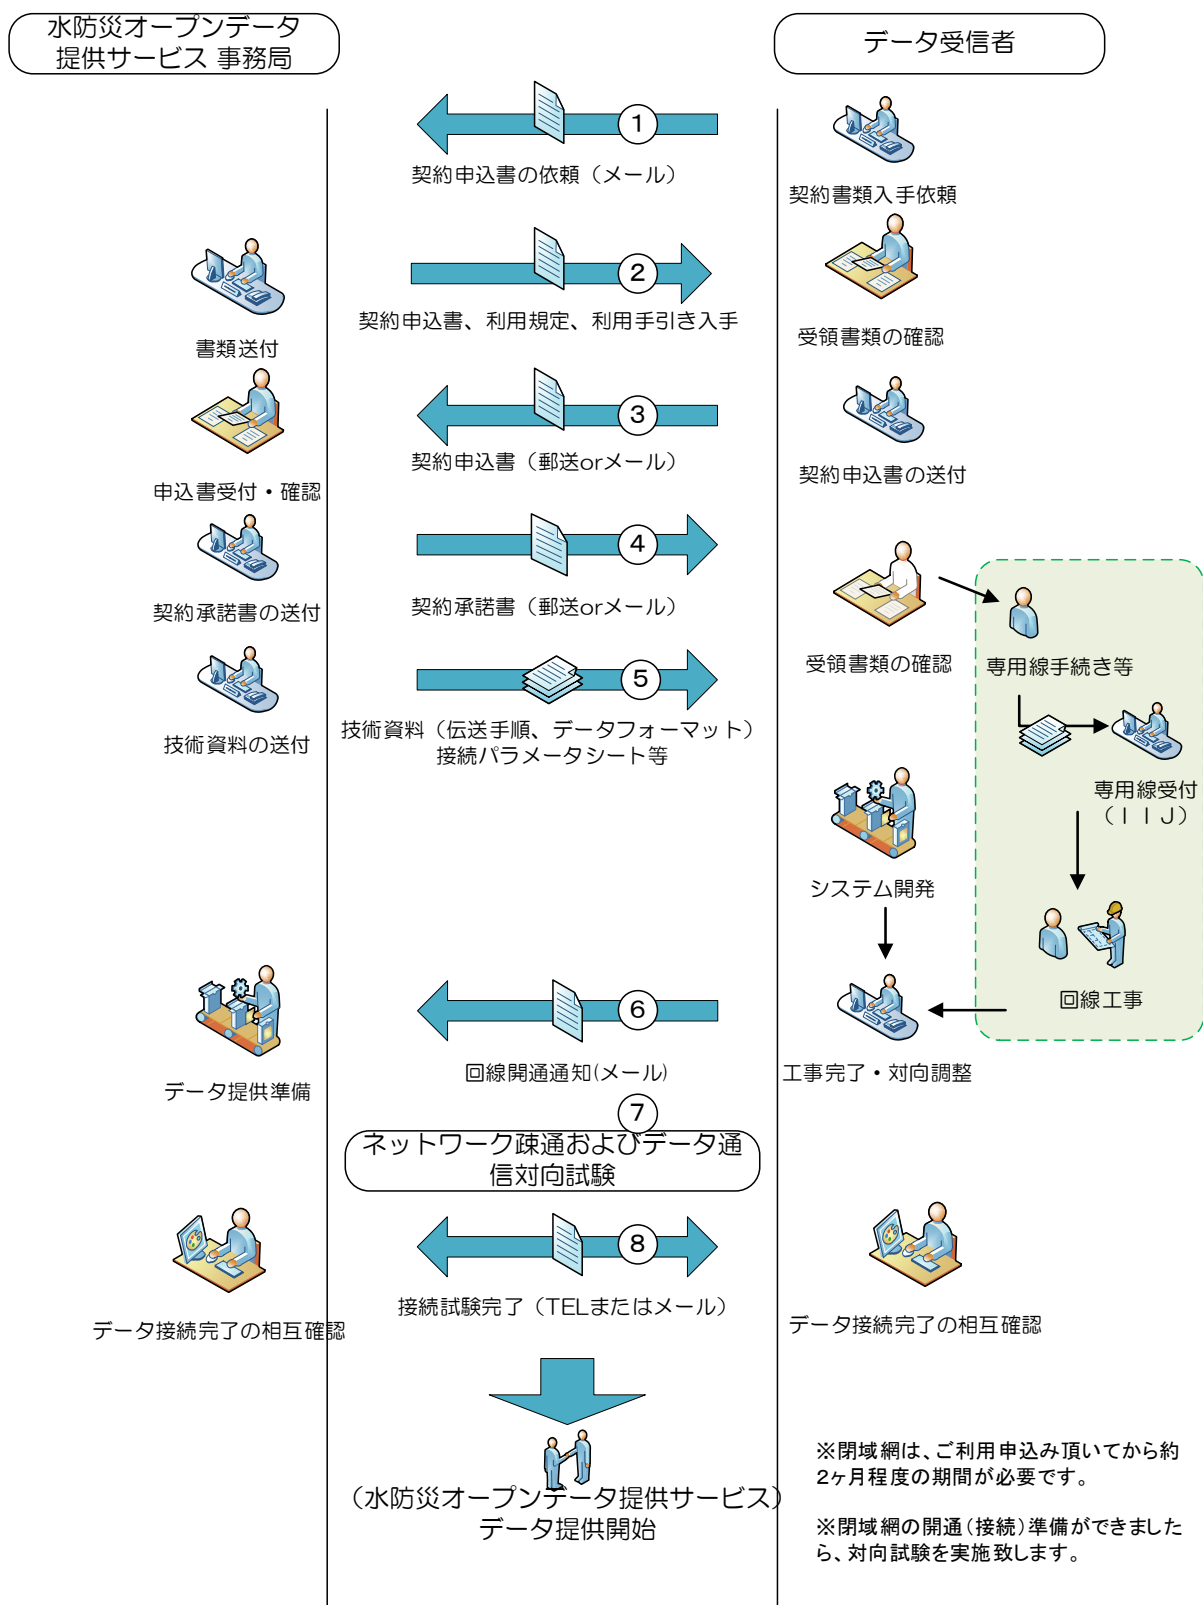 水防災オープンデータ
提供サービス 事務局
データ受信者
1
契約申込書の依頼（メール）
契約書類入手依頼
2
契約申込書、利用規定、利用手引き入手
書類送付
受領書類の確認
3
契約申込書（郵送orメール）
申込書受付・確認
契約申込書の送付
4
契約承諾書（郵送orメール）
契約承諾書の送付
受領書類の確認
専用線手続き等
5
技術資料（伝送手順、データフォーマット）
接続パラメータシート等
技術資料の送付
専用線受付
（ＩＩＪ）
システム開発
回線工事
6
回線開通通知(メール)
データ提供準備
工事完了・対向調整
7
ネットワーク疎通およびデータ通
信対向試験
8
接続試験完了（TELまたはメール）
データ接続完了の相互確認
データ接続完了の相互確認
（水防災オープンデータ提供サービス）
データ提供開始
※閉域網は、ご利用申込み頂いてから約
2ヶ月程度の期間が必要です。
※閉域網の開通（接続）準備ができました
ら、対向試験を実施致します。